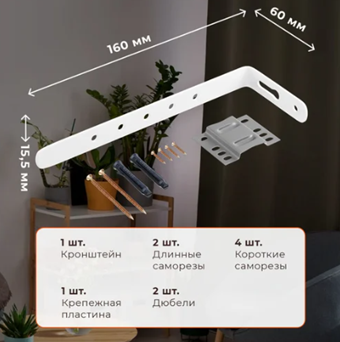 160 мм
60 мм
15,5 мм
1 шт.
Кронштейн
2 шт.
Длинные
саморезы
4 шт.
Короткие
саморезы
1 шт.
Крепежная
пластина
2 шт.
Дюбели